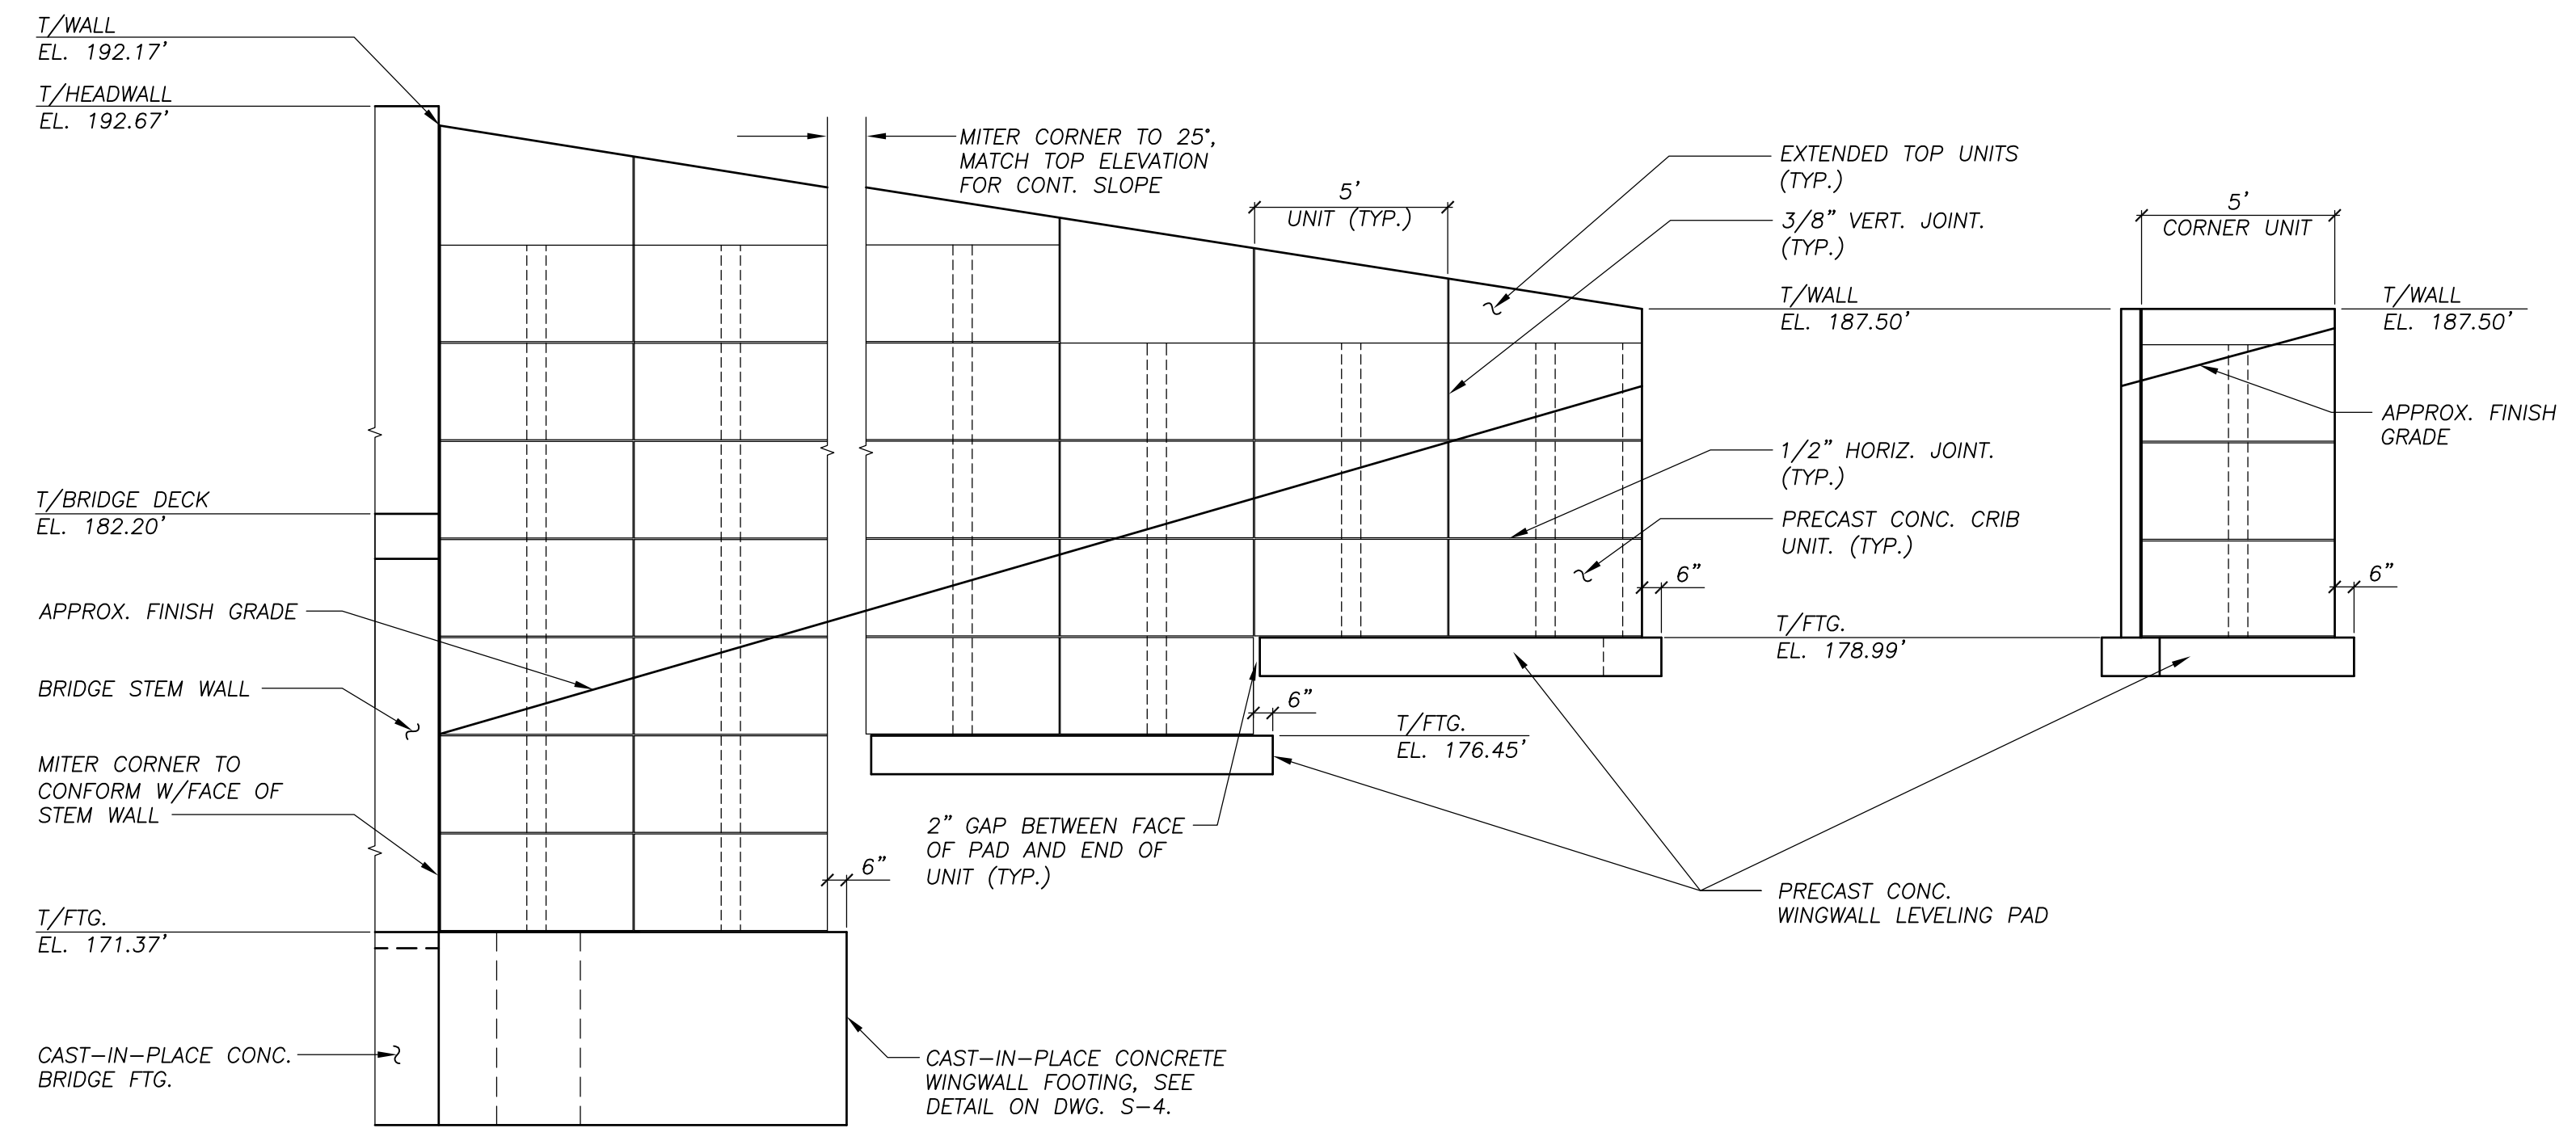 T/WALL
EL. 192.17'
T/HEADWALL
EL. 192.67'
MITER CORNER TO 25°,
MATCH TOP ELEVATION
FOR CONT. SLOPE
5'
UNIT (TYP.)
EXTENDED TOP UNITS
(TYP.)
3/8" VERT. JOINT.
(TYP.)
5'
CORNER UNIT
T/WALL
EL. 187.50'
T/WALL
EL. 187.50'
APPROX. FINISH
GRADE
1/2" HORIZ. JOINT.
(TYP.)
T/BRIDGE DECK
EL. 182.20'
PRECAST CONC. CRIB
UNIT. (TYP.)
6"
6"
APPROX. FINISH GRADE
T/FTG.
EL. 178.99'
BRIDGE STEM WALL
6"
T/FTG.
EL. 176.45'
MITER CORNER TO
CONFORM W/FACE OF
STEM WALL
2" GAP BETWEEN FACE
OF PAD AND END OF
UNIT (TYP.)
6"
PRECAST CONC.
WINGWALL LEVELING PAD
T/FTG.
EL. 171.37'
CAST-IN-PLACE CONC.
BRIDGE FTG.
CAST-IN-PLACE CONCRETE
WINGWALL FOOTING, SEE
DETAIL ON DWG. S-4.